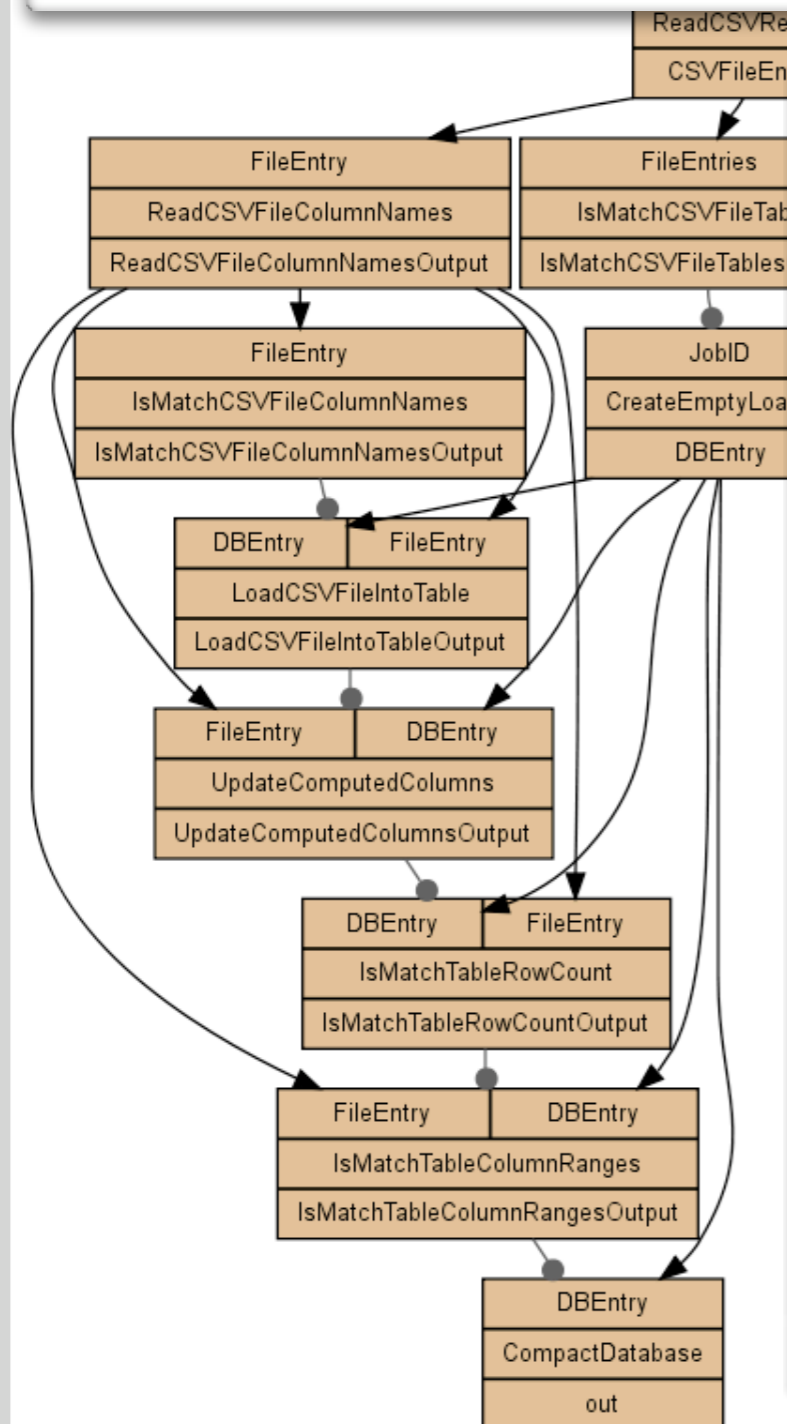 ReadCSVRe
CSVFileEn
FileEntry
ReadCSVFileColumnNames
ReadCSVFileColumnNamesOutput
FileEntries
IsMatchCSVFileTab
IsMatchCSVFileTables
FileEntry
IsMatchCSVFileColumnNames
IsMatchCSVFileColumnNamesOutput
JobID
CreateEmptyLoa
DBEntry
DBEntry FileEntry
LoadCSVFileIntoTable
LoadCSVFileIntoTableOutput
FileEntry DBEntry
UpdateComputedColumns
UpdateComputedColumnsOutput
DBEntry FileEntry
IsMatchTableRowCount
IsMatchTableRowCountOutput
FileEntry DBEntry
IsMatchTableColumnRanges
IsMatchTableColumnRangesOutput
DBEntry
CompactDatabase
out